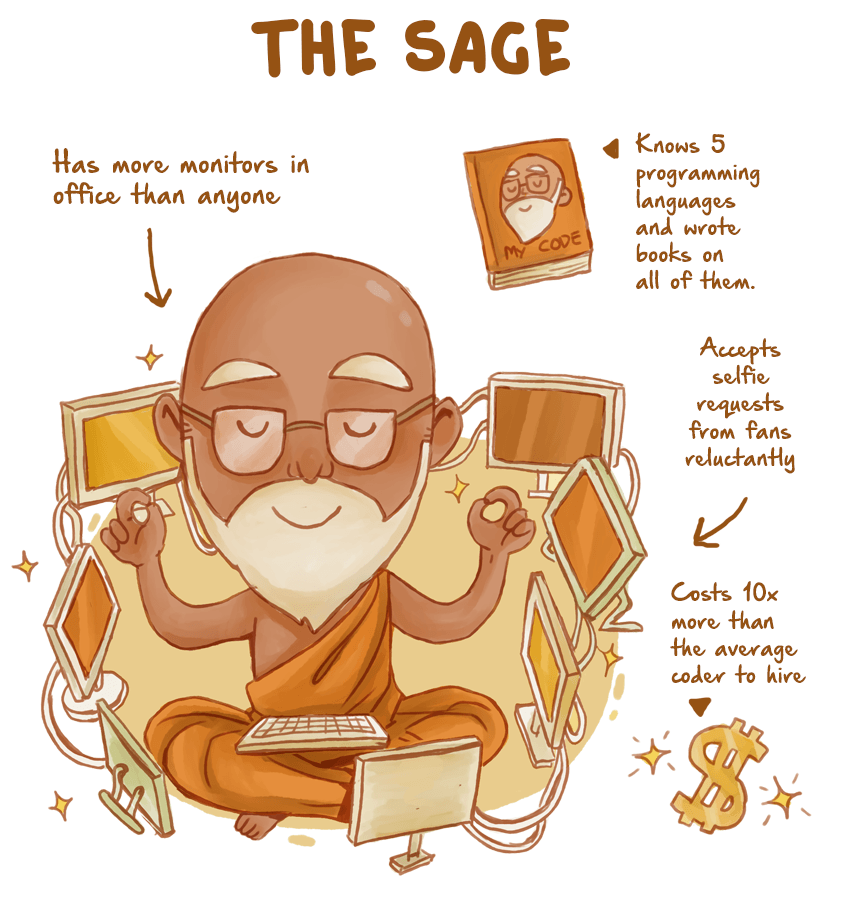 THE SAGE
Has more monitors in
office than anyone
MY CODE
Knows 5
programming
languages
and wrote
books on
all of them.
Accepts
selfie
requests
from fans
reluctantly
Costs 10x
more than
the average
coder to hire
$